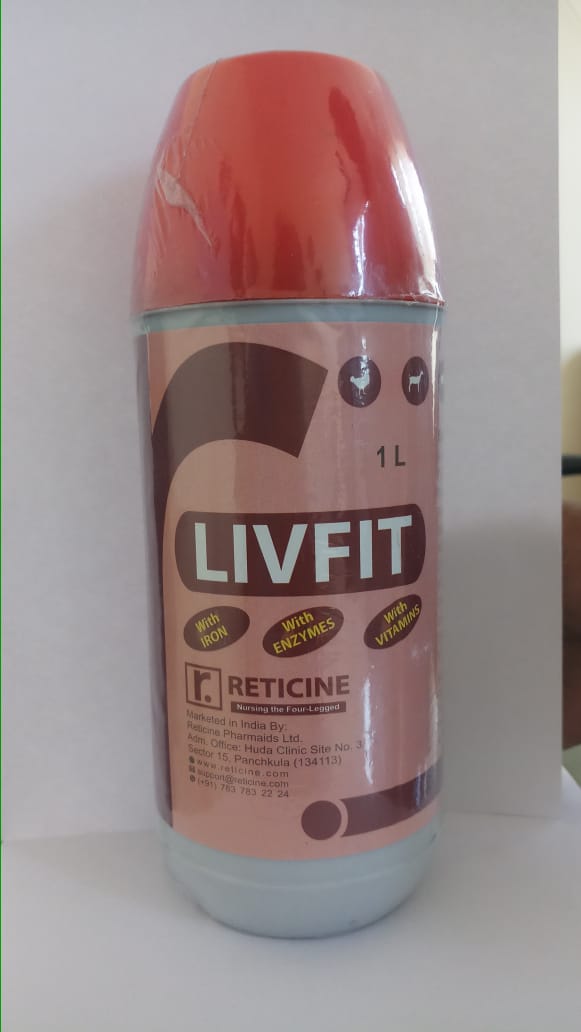 1 L
LIVFIT
With
IRON
With
ENZYMES
With
VITAMINS
r.
RETICINE
Nursing the Four-Legged
Marketed in India By:
Reticine Pharmaids Ltd.
Adm. Office: Huda Clinic Site No. 3
Sector 15, Panchkula (134113)
www.reticine.com
support@reticine.com
(+91) 783 783 22 24